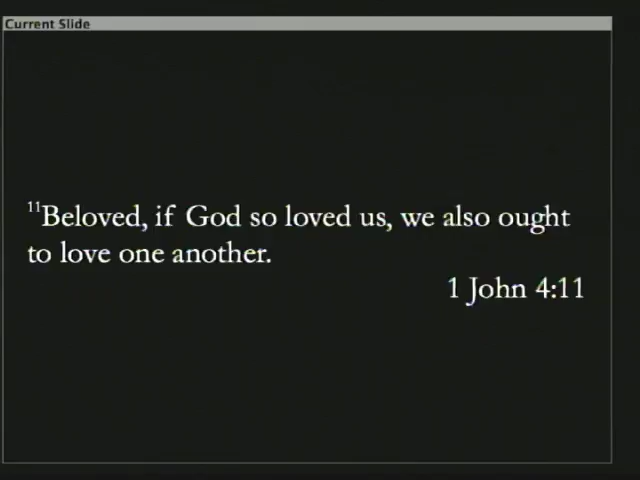 Current Slide
¹¹Beloved, if God so loved us, we also ought
to love one another.
1 John 4:11